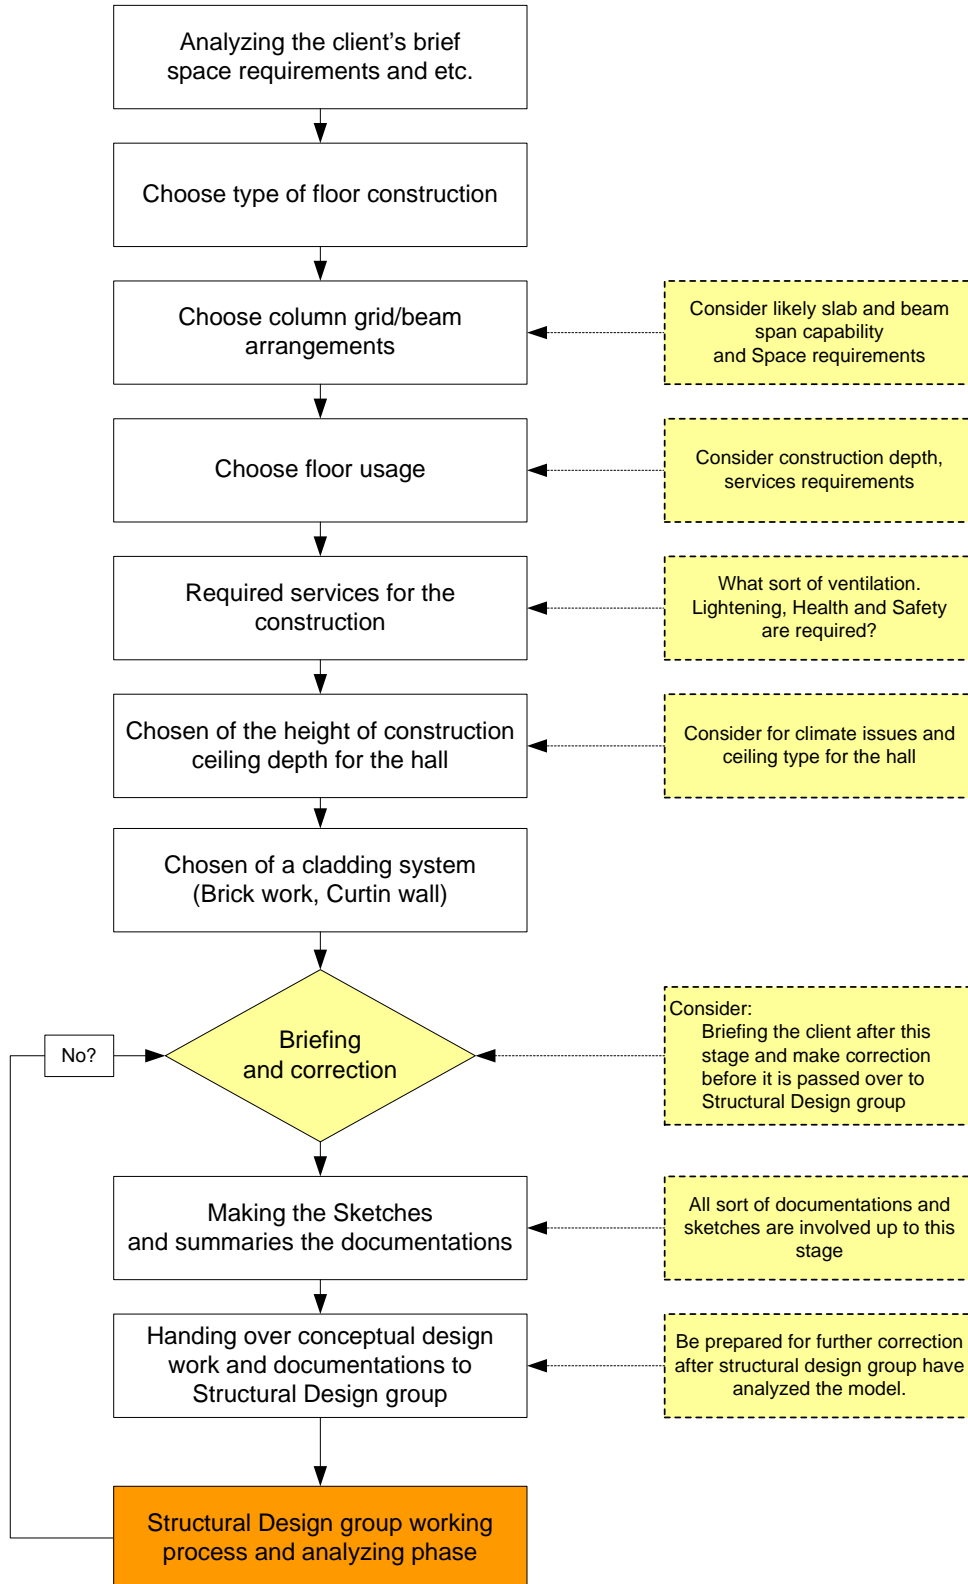 Analyzing the client’s brief
space requirements and etc.
Choose type of floor construction
Choose column grid/beam
arrangements
Consider likely slab and beam
span capability
and Space requirements
Choose floor usage
Consider construction depth,
services requirements
Required services for the
construction
What sort of ventilation.
Lightening, Health and Safety
are required?
Chosen of the height of construction
ceiling depth for the hall
Consider for climate issues and
ceiling type for the hall
Chosen of a cladding system
(Brick work, Curtin wall)
No?
Briefing
and correction
Consider:
Briefing the client after this
stage and make correction
before it is passed over to
Structural Design group
Making the Sketches
and summaries the documentations
All sort of documentations and
sketches are involved up to this
stage
Handing over conceptual design
work and documentations to
Structural Design group
Be prepared for further correction
after structural design group have
analyzed the model.
Structural Design group working
process and analyzing phase